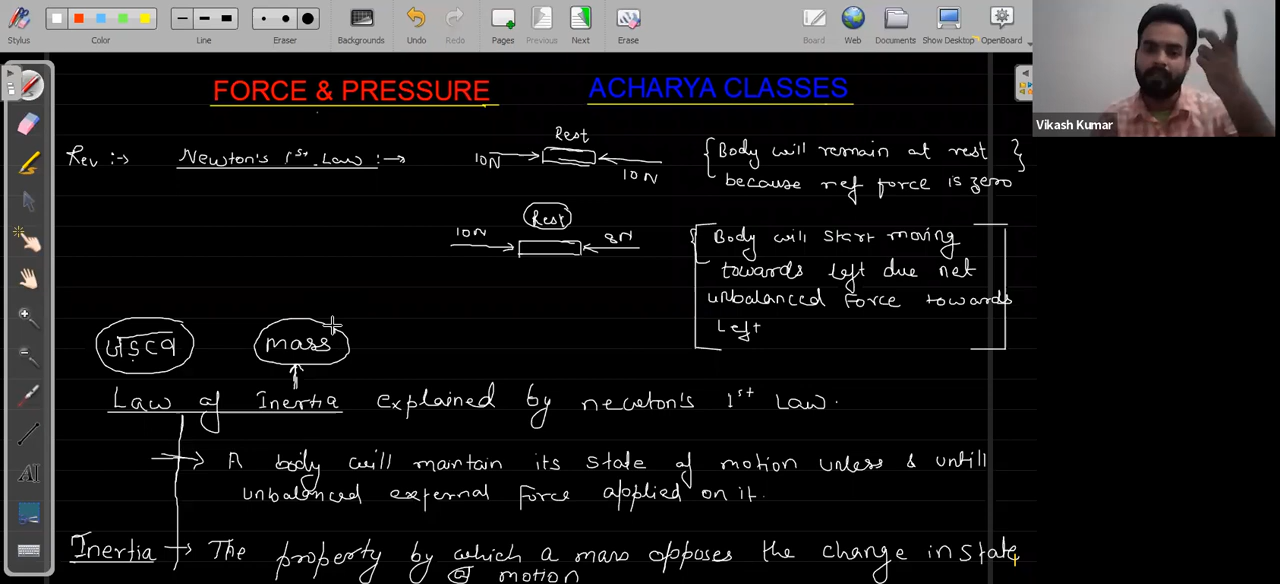 Stylus
Color
Line
Eraser
Backgrounds
Undo
Redo
Pages
Previous
Next
Erase
Board
Web
Documents
Show Desktop
OpenBoard
Vikash Kumar
FORCE & PRESSURE
ACHARYA CLASSES
Rev :→ Newton's 1st Law :→
Rest
10N
10N
{Body will remain at rest
because ref force is zero}
Rest
10N
8N
{Body will start moving
towards left due net
unbalanced Force towards
Left
जड़त्व
mass
Law of Inertia explained by newton's 1st Law.
→ A body will maintain its state of motion unless & untill
unbalanced external Force applied on it.
Inertia → The property by which a mass opposes the change in state
@ motion